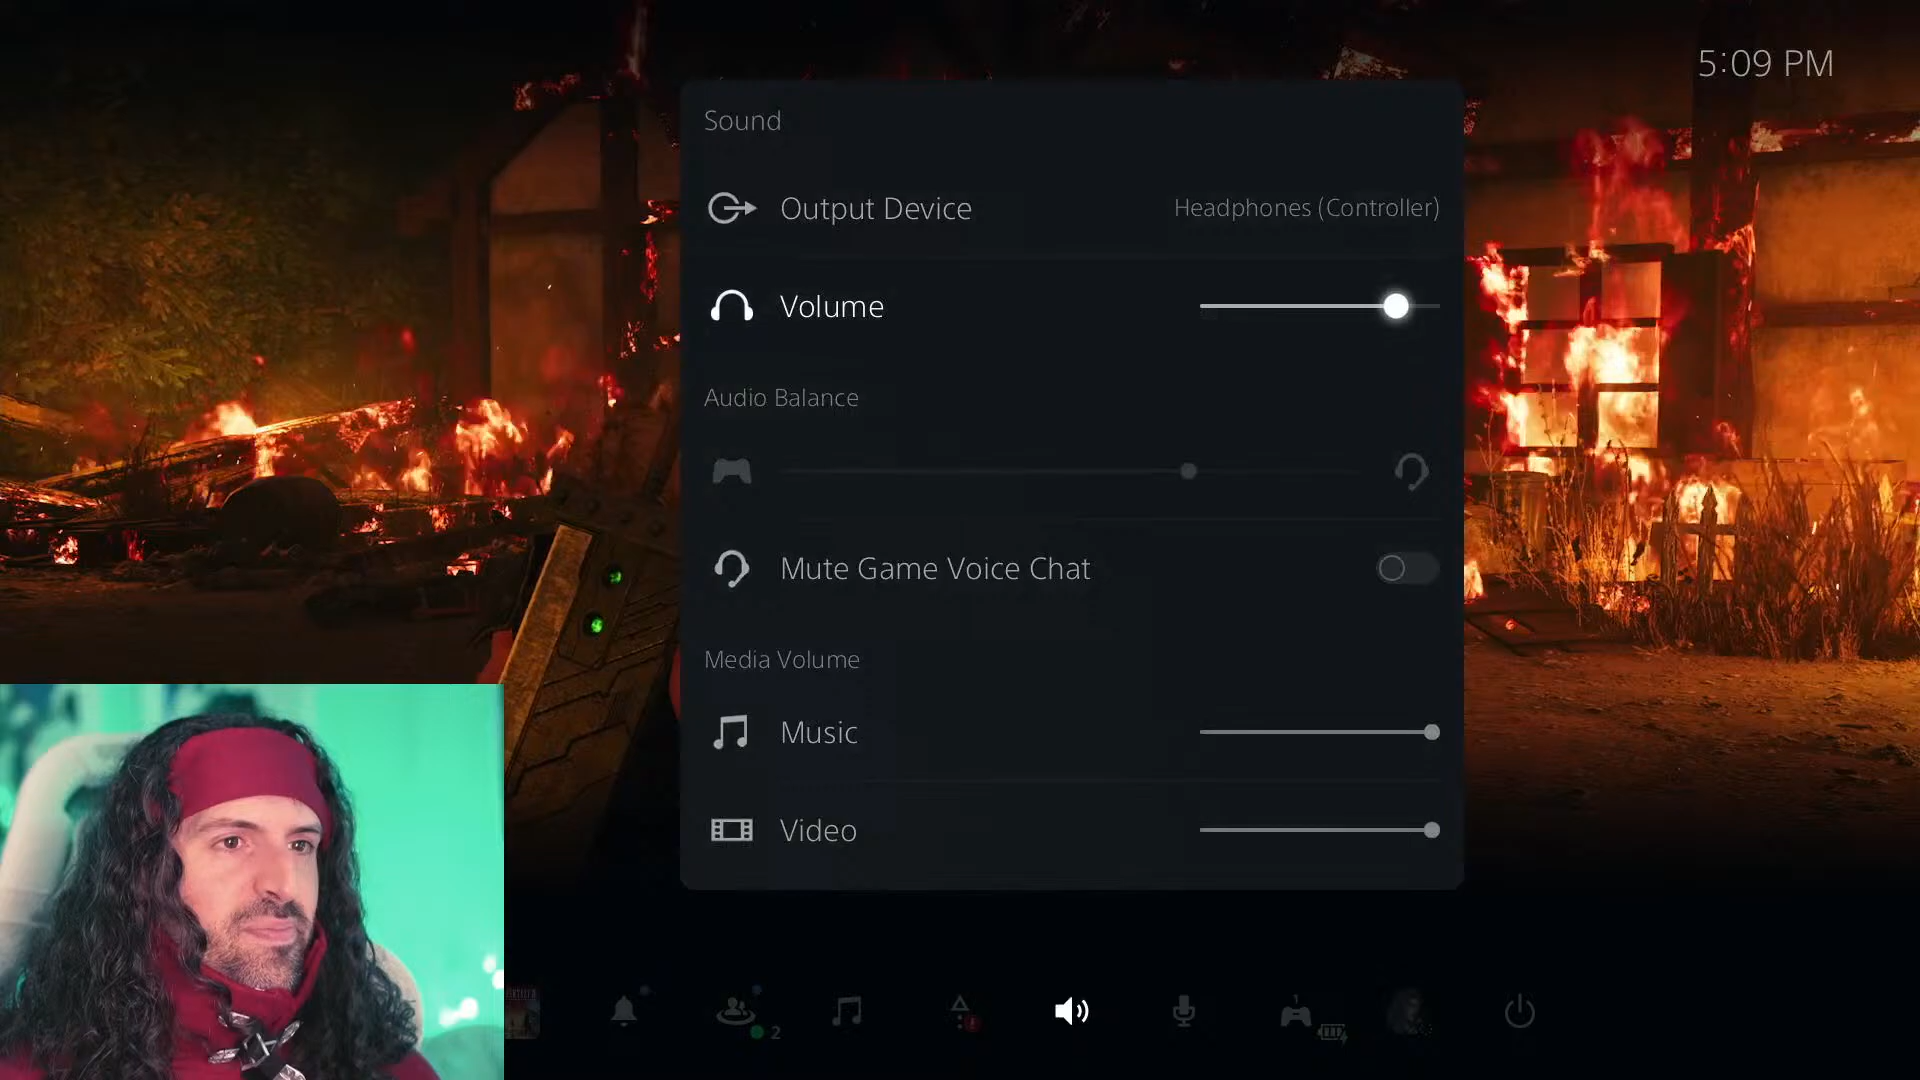 5:09 PM
Sound
Output Device Headphones (Controller)
Volume
Audio Balance
Mute Game Voice Chat
Media Volume
Music
Video
2